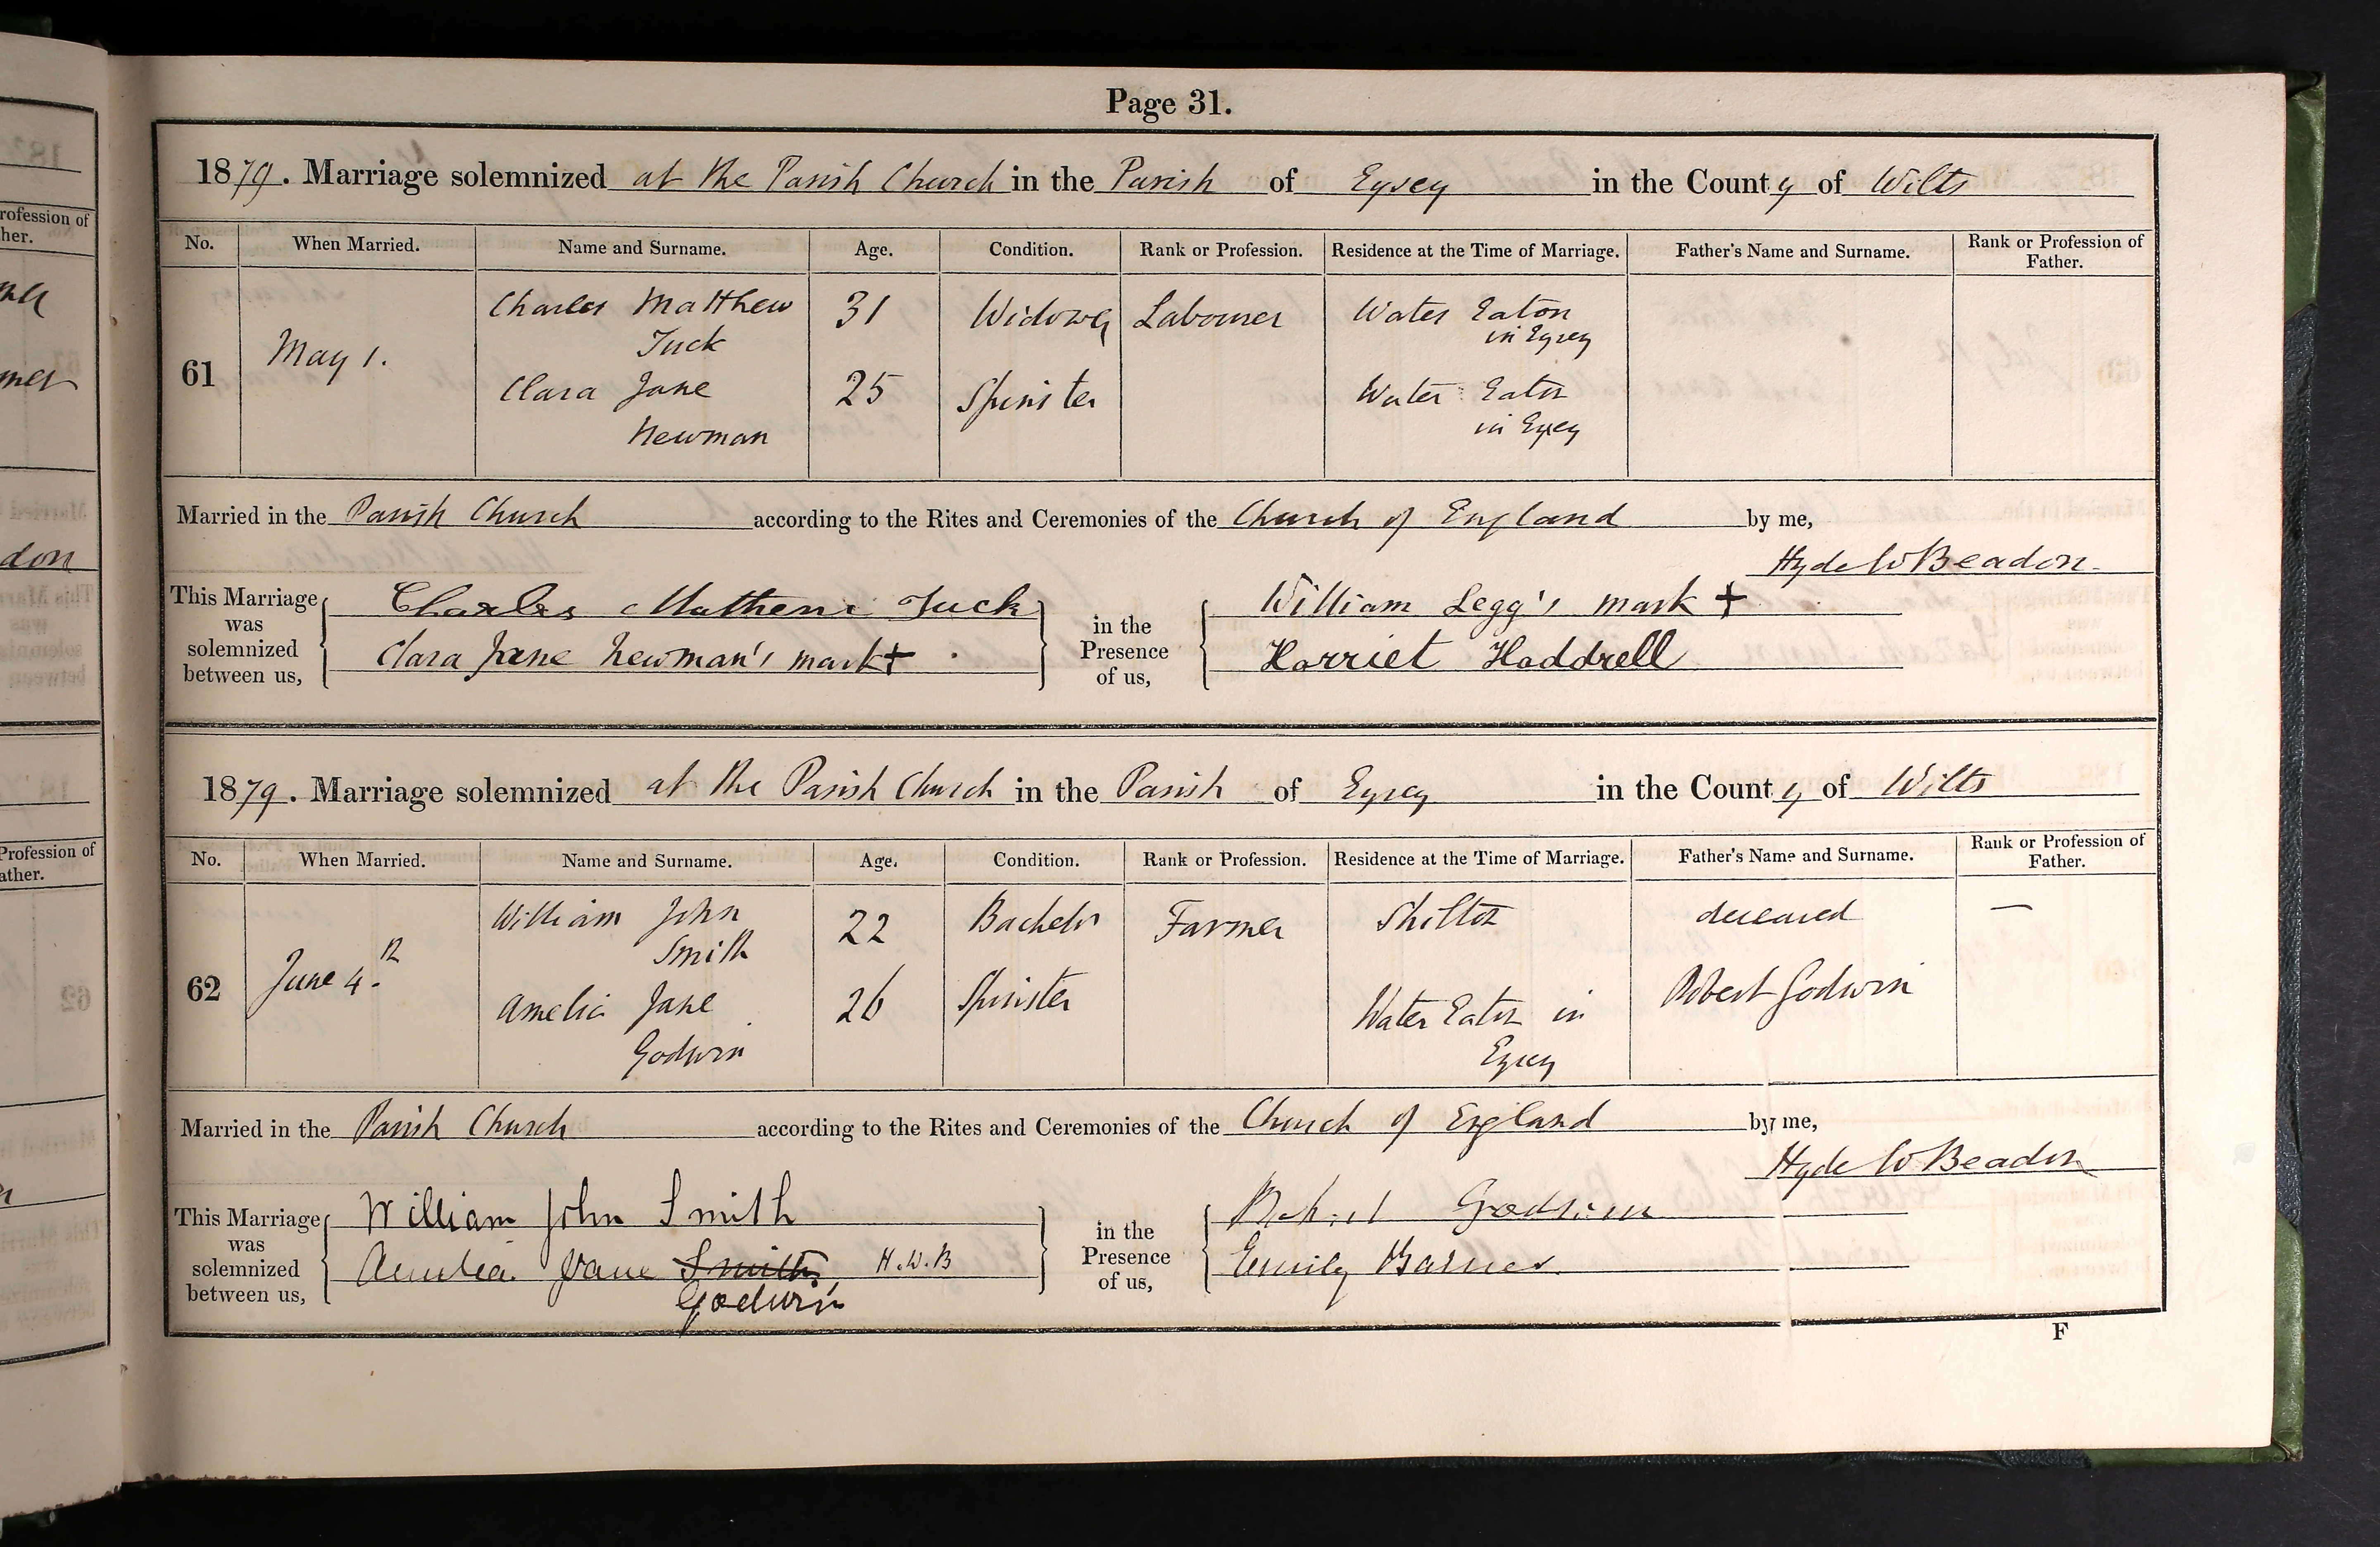 Page 31.
1879. Marriage solemnized at the Parish Church in the Parish of Eysey in the County of Wilts
No. When Married. Name and Surname. Age. Condition. Rank or Profession. Residence at the Time of Marriage. Father's Name and Surname. Rank or Profession of Father.
61 May 1. Charles Matthew Tuck 31 Widower Labourer Water Eaton in Eysey
Clara Jane Newman 25 Spinster Water Eaton in Eysey
Married in the Parish Church according to the Rites and Ceremonies of the Church of England by me,
Hyde W Beadon
This Marriage was solemnized between us, Charles Mathew Tuck in the Presence of us, William Legg's mark +
Clara Jane Newman's mark + Harriet Haddrell
1879. Marriage solemnized at the Parish Church in the Parish of Eysey in the County of Wilts
No. When Married. Name and Surname. Age. Condition. Rank or Profession. Residence at the Time of Marriage. Father's Name and Surname. Rank or Profession of Father.
62 June 4th William John Smith 22 Bachelor Farmer Shilton deceased —
Amelia Jane Godwin 26 Spinster Water Eaton in Eysey Robert Godwin
Married in the Parish Church according to the Rites and Ceremonies of the Church of England by me,
Hyde W Beadon
This Marriage was solemnized between us, William John Smith in the Presence of us, Godwin
Amelia Jane Smith H.W.B Emily Barnes
Godwin
F